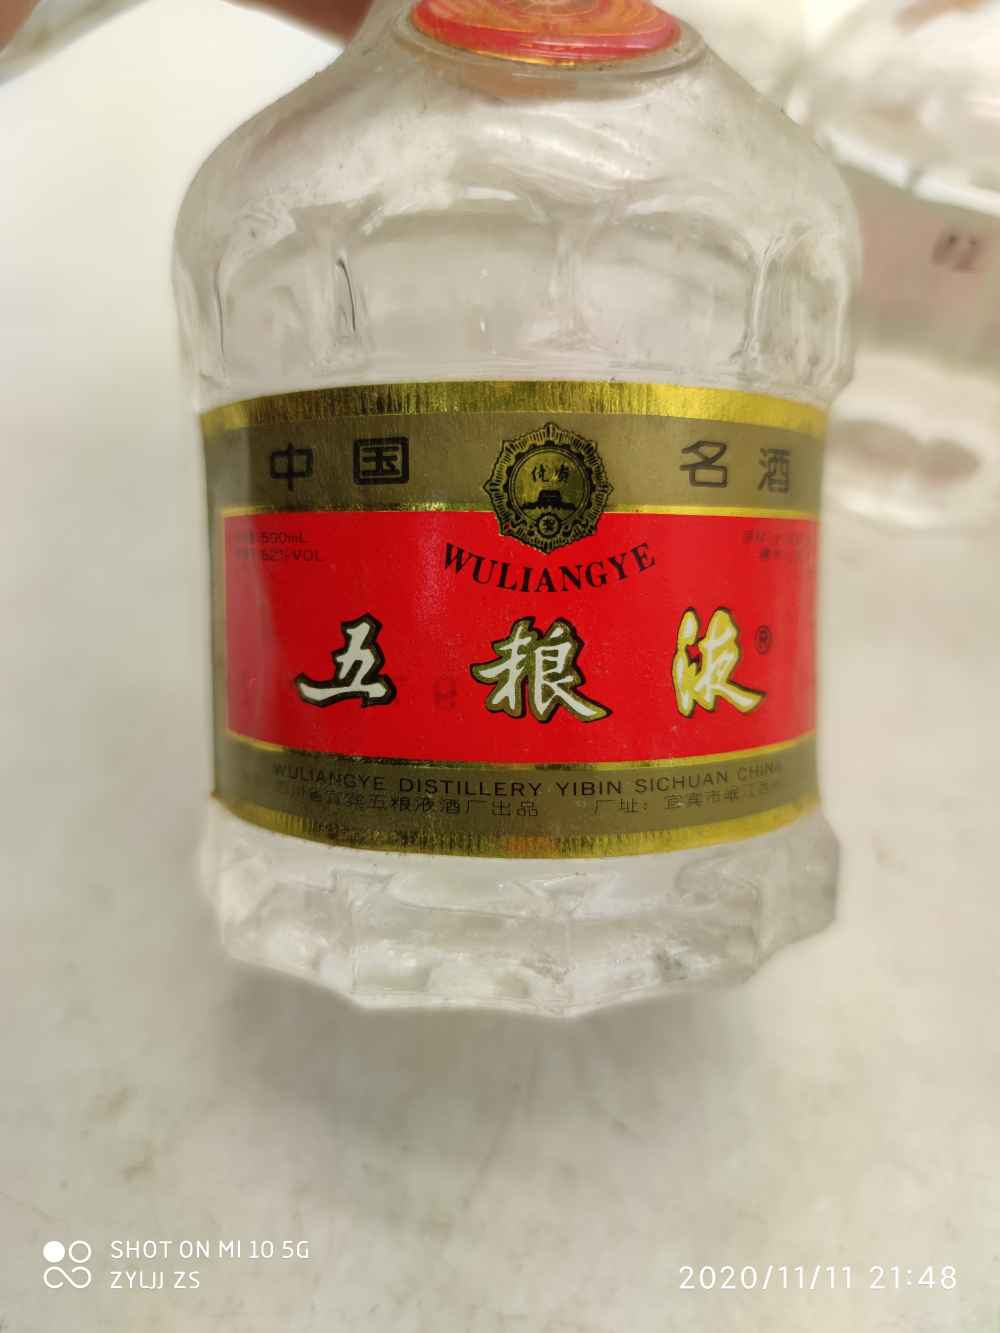 中国 名酒
优质
500mL
52%VOL
WULIANGYE
五粮液®
WULIANGYE DISTILLERY YIBIN SICHUAN CHINA
四川省宜宾五粮液酒厂出品 厂址：宜宾市岷江西
SHOT ON MI 10 5G
ZYLJJ ZS
2020/11/11 21:48